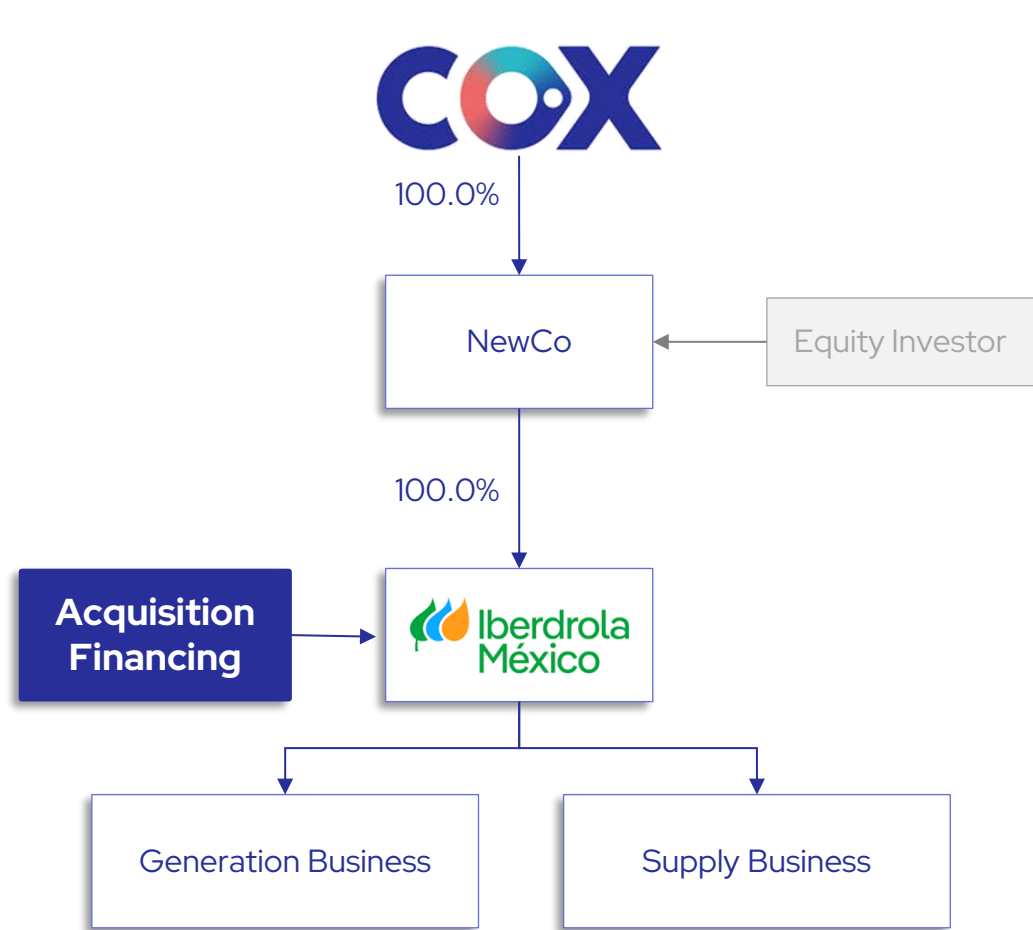 COX
100.0%
NewCo
Equity Investor
100.0%
Acquisition
Financing
Iberdrola
México
Generation Business
Supply Business